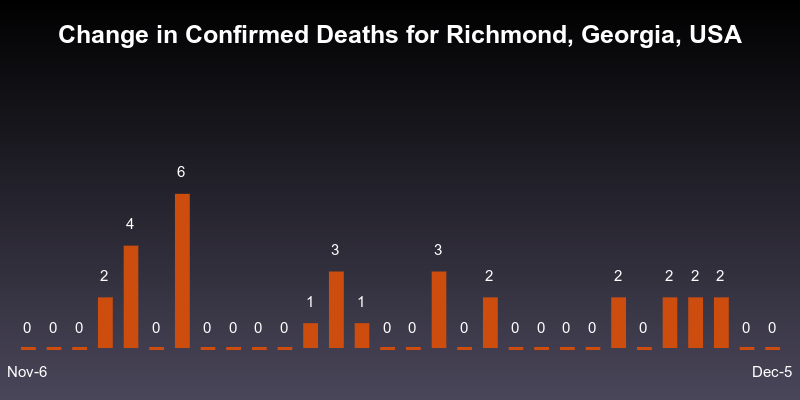 Change in Confirmed Deaths for Richmond, Georgia, USA
0 0 0 2 4 0 6 0 0 0 0 1 3 1 0 0 3 0 2 0 0 0 0 2 0 2 2 2 0 0
Nov-6 Dec-5